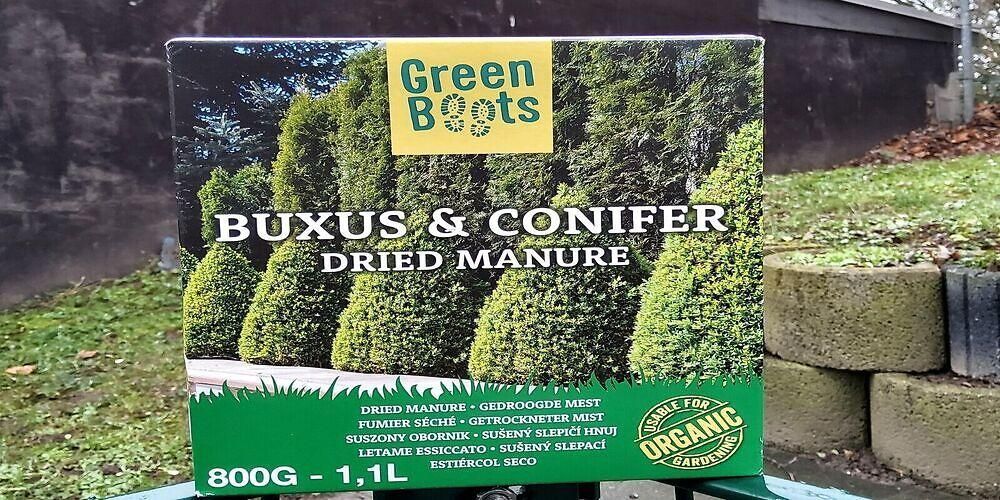 Green
Boots
BUXUS & CONIFER
DRIED MANURE
DRIED MANURE • GEDROOGDE MEST
FUMIER SÉCHÉ • GETROCKNETER MIST
SUSZONY OBORNIK • SUŠENÝ SLEPIČÍ HNUJ
LETAME ESSICCATO • SUŠENÝ SLEPACÍ
ESTIÉRCOL SECO
800G - 1,1L
USABLE FOR
ORGANIC
GARDENING